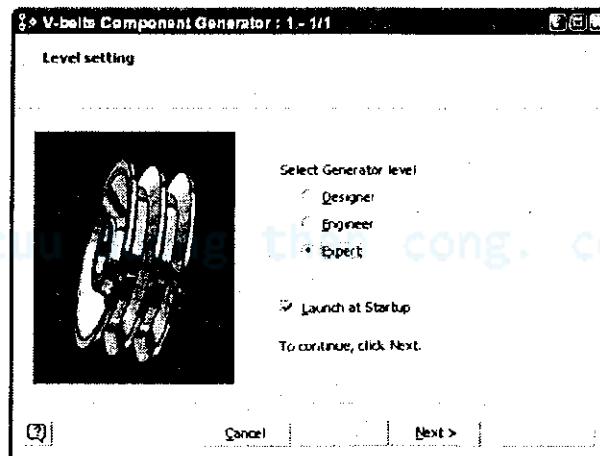 V-belts Component Generator : 1 - 1/1
Level setting
Select Generator level
Designer
Engineer
Expert
Launch at Startup
To continue, click Next.
Cancel
Next >